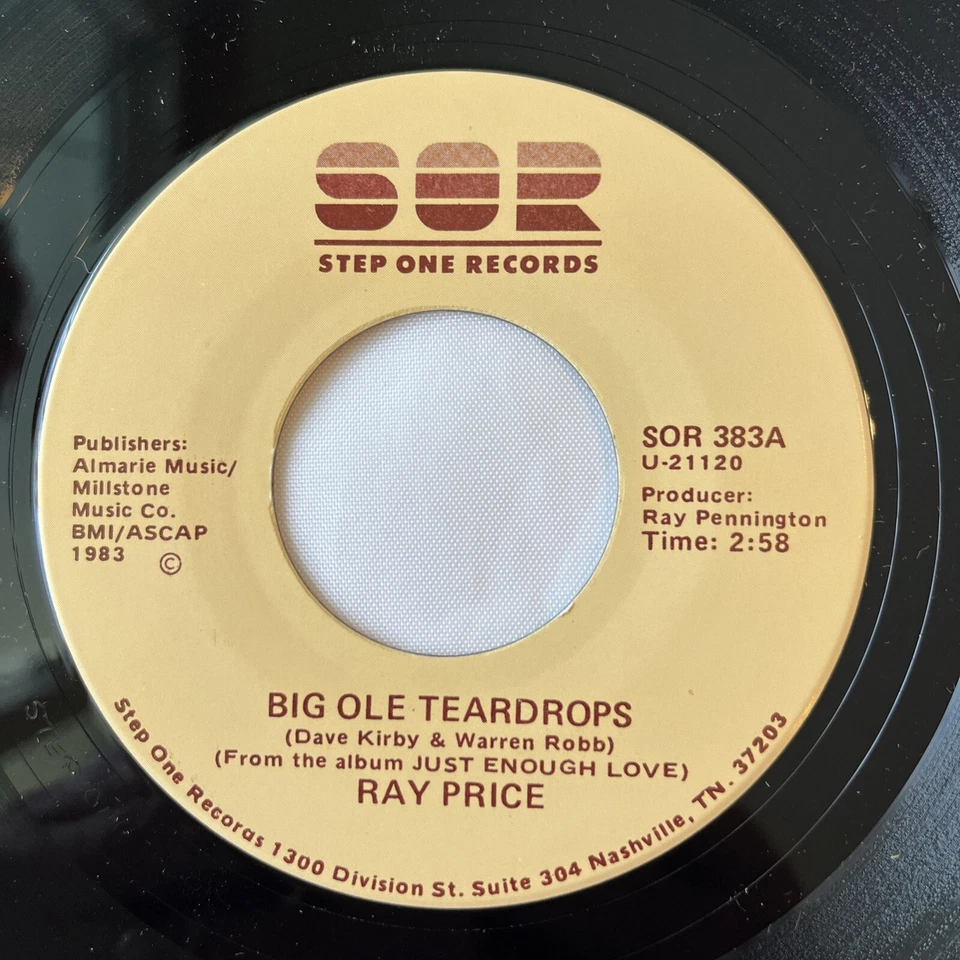 SOR
STEP ONE RECORDS
Publishers:
Almarie Music/
Millstone
Music Co.
BMI/ASCAP
1983 ©
SOR 383A
U-21120
Producer:
Ray Pennington
Time: 2:58
BIG OLE TEARDROPS
(Dave Kirby & Warren Robb)
(From the album JUST ENOUGH LOVE)
RAY PRICE
Step One Records 1300 Division St. Suite 304 Nashville, TN. 37203